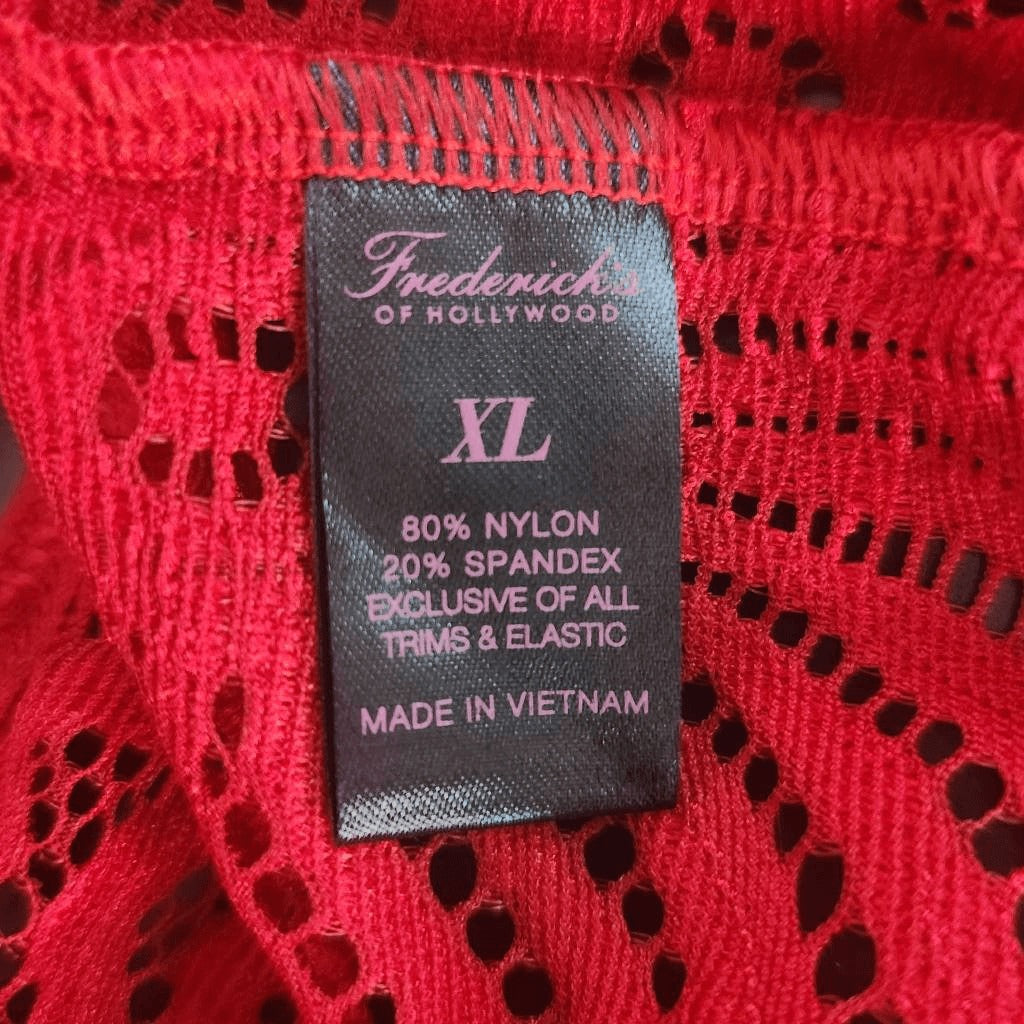 Frederick's
OF HOLLYWOOD
XL
80% NYLON
20% SPANDEX
EXCLUSIVE OF ALL
TRIMS & ELASTIC
MADE IN VIETNAM